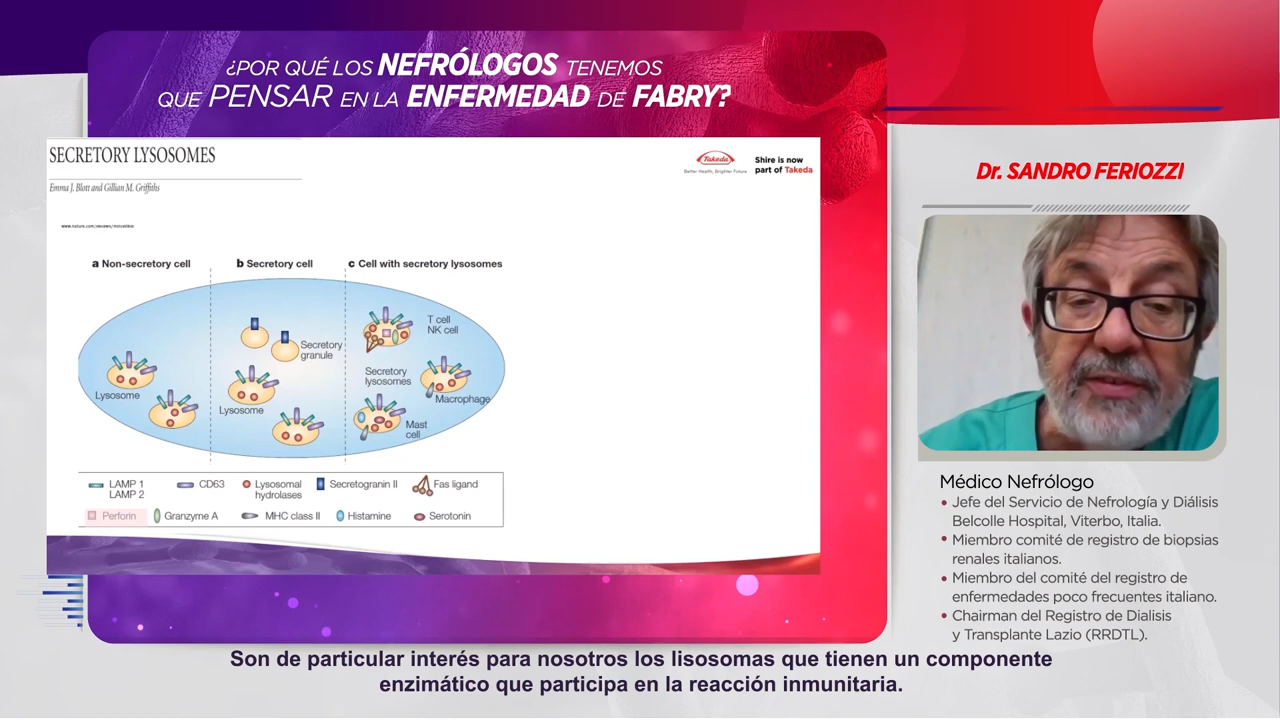 ¿POR QUÉ LOS NEFRÓLOGOS TENEMOS
QUE PENSAR EN LA ENFERMEDAD DE FABRY?
SECRETORY LYSOSOMES
Emma J. Blott and Gillian M. Griffiths
Takeda
Better Health, Brighter Future
Shire is now
part of Takeda
a Non-secretory cell
b Secretory cell
c Cell with secretory lysosomes
T cell
NK cell
Secretory
granule
Secretory
lysosomes
Lysosome
Lysosome
Macrophage
Mast
cell
LAMP 1
LAMP 2
CD63
Lysosomal
hydrolases
Secretogranin II
Fas ligand
Perforin
Granzyme A
MHC class II
Histamine
Serotonin
Dr. SANDRO FERIOZZI
Médico Nefrólogo
• Jefe del Servicio de Nefrología y Diálisis
Belcolle Hospital, Viterbo, Italia.
• Miembro comité de registro de biopsias
renales italianos.
• Miembro del comité del registro de
enfermedades poco frecuentes italiano.
• Chairman del Registro de Dialisis
y Transplante Lazio (RRDTL).
Son de particular interés para nosotros los lisosomas que tienen un componente
enzimático que participa en la reacción inmunitaria.